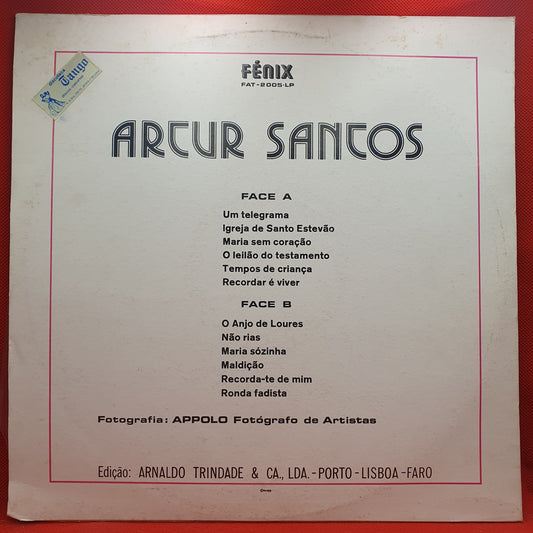 Tango
FÉNIX
FAT-2005-LP
ARTUR SANTOS
FACE A
Um telegrama
Igreja de Santo Estevão
Maria sem coração
O leilão do testamento
Tempos de criança
Recordar é viver
FACE B
O Anjo de Loures
Não rias
Maria sózinha
Maldição
Recorda-te de mim
Ronda fadista
Fotografia: APPOLO Fotógrafo de Artistas
Edição: ARNALDO TRINDADE & CA., LDA.-PORTO-LISBOA-FARO